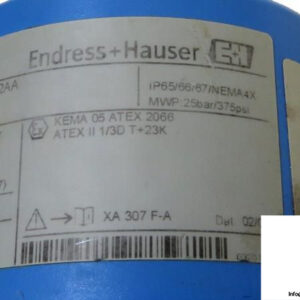 Endress+Hauser
2AA
IP65/66/67/NEMA4X
MWP 25bar/375psi
KEMA 05 ATEX 2066
ATEX II 1/3D T+23K
XA 307 F-A
Dat. 02/